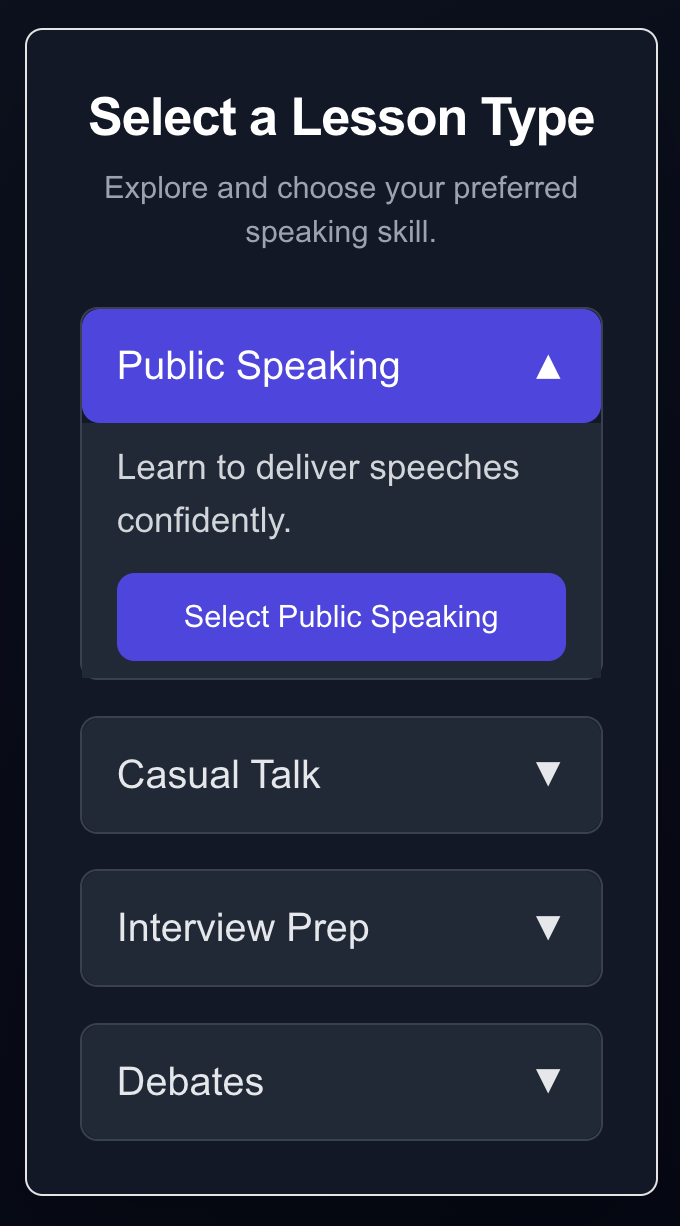 Select a Lesson Type
Explore and choose your preferred
speaking skill.
Public Speaking ▲
Learn to deliver speeches
confidently.
Select Public Speaking
Casual Talk ▼
Interview Prep ▼
Debates ▼